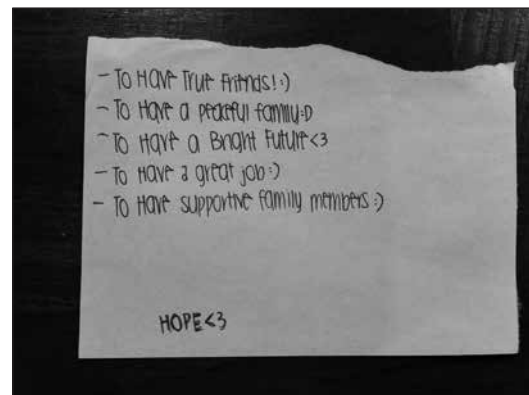 - To Have True Friends! :)
- To Have a peaceful family :D
- To Have a Bright Future <3
- To Have a great job :)
- To Have supportive family members :)
HOPE <3